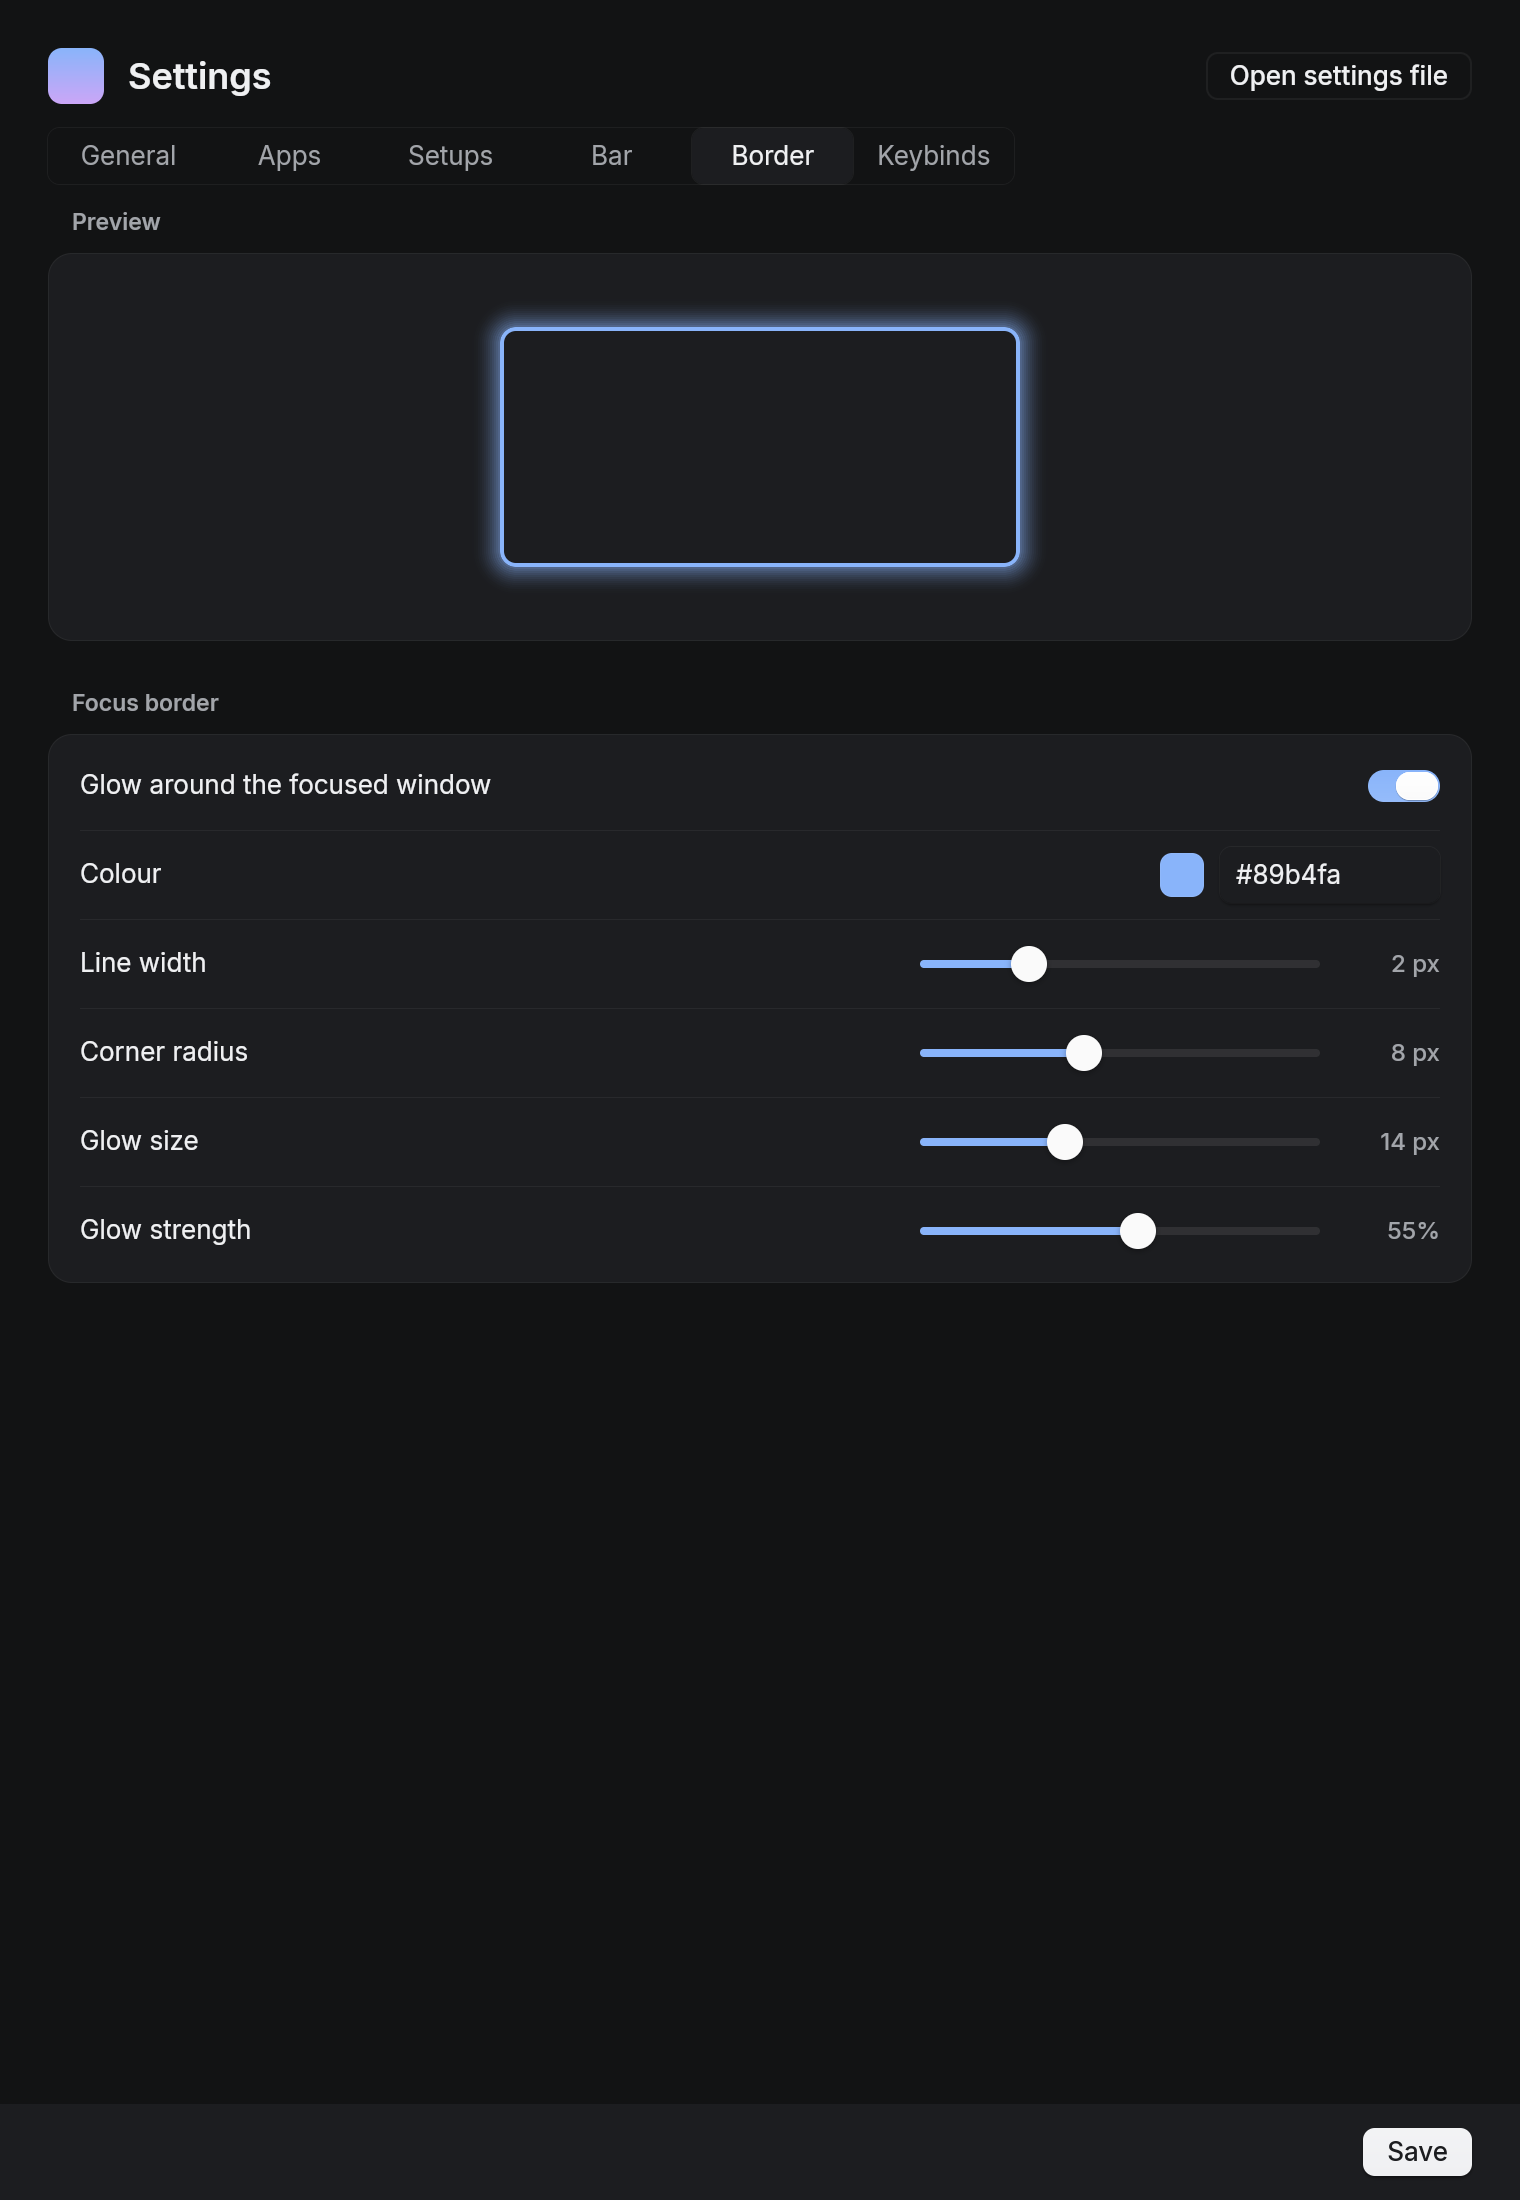 Settings
Open settings file
General Apps Setups Bar Border Keybinds
Preview
Focus border
Glow around the focused window
Colour #89b4fa
Line width 2 px
Corner radius 8 px
Glow size 14 px
Glow strength 55%
Save